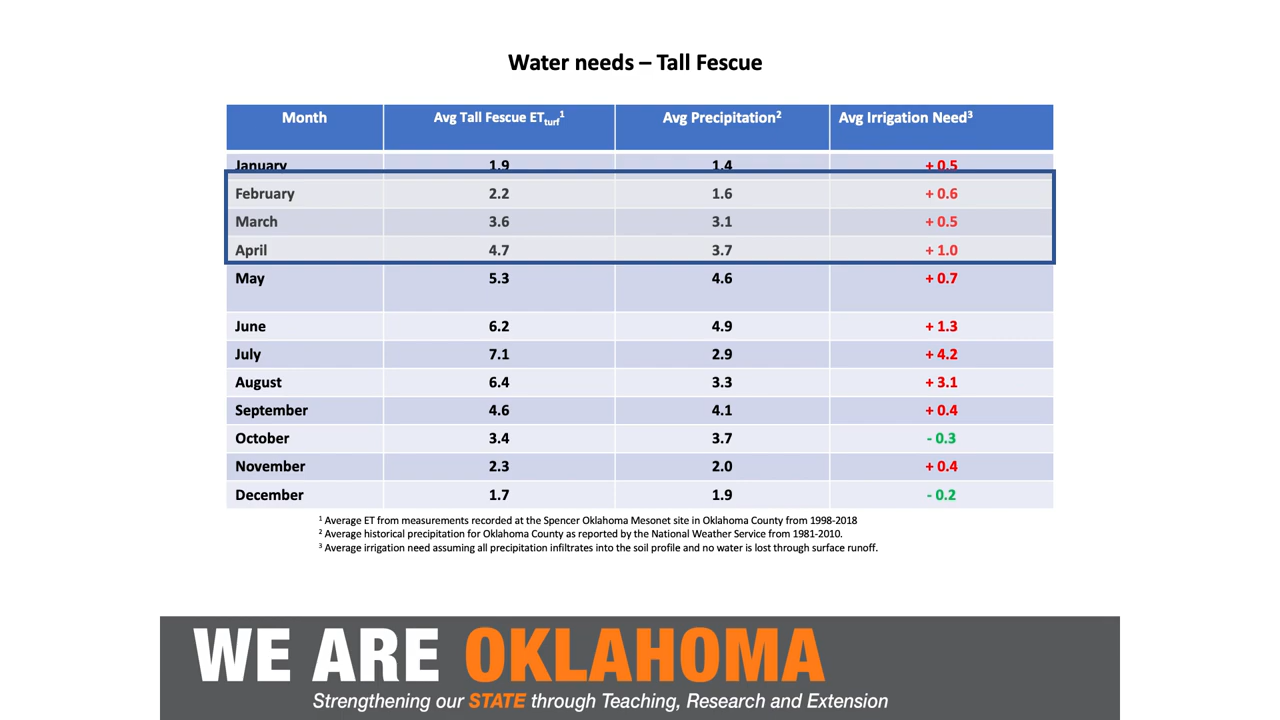 Water needs – Tall Fescue
Month Avg Tall Fescue ETturf1 Avg Precipitation2 Avg Irrigation Need3
January 1.9 1.4 + 0.5
February 2.2 1.6 + 0.6
March 3.6 3.1 + 0.5
April 4.7 3.7 + 1.0
May 5.3 4.6 + 0.7
June 6.2 4.9 + 1.3
July 7.1 2.9 + 4.2
August 6.4 3.3 + 3.1
September 4.6 4.1 + 0.4
October 3.4 3.7 - 0.3
November 2.3 2.0 + 0.4
December 1.7 1.9 - 0.2
1 Average ET from measurements recorded at the Spencer Oklahoma Mesonet site in Oklahoma County from 1998-2018
2 Average historical precipitation for Oklahoma County as reported by the National Weather Service from 1981-2010.
3 Average irrigation need assuming all precipitation infiltrates into the soil profile and no water is lost through surface runoff.
WE ARE OKLAHOMA
Strengthening our STATE through Teaching, Research and Extension